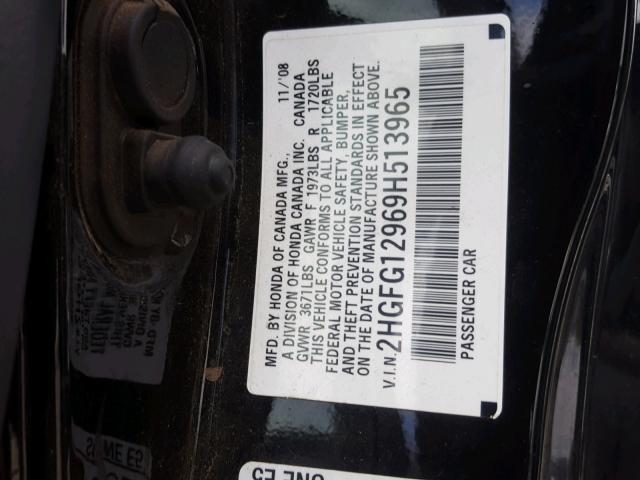 MFD. BY HONDA OF CANADA MFG., 11/'08
A DIVISION OF HONDA CANADA INC. CANADA
GVWR 3671LBS GAWR F 1973LBS R 1720LBS
THIS VEHICLE CONFORMS TO ALL APPLICABLE
FEDERAL MOTOR VEHICLE SAFETY, BUMPER,
AND THEFT PREVENTION STANDARDS IN EFFECT
ON THE DATE OF MANUFACTURE SHOWN ABOVE.
V.I.N. 2HGFG12969H513965
PASSENGER CAR